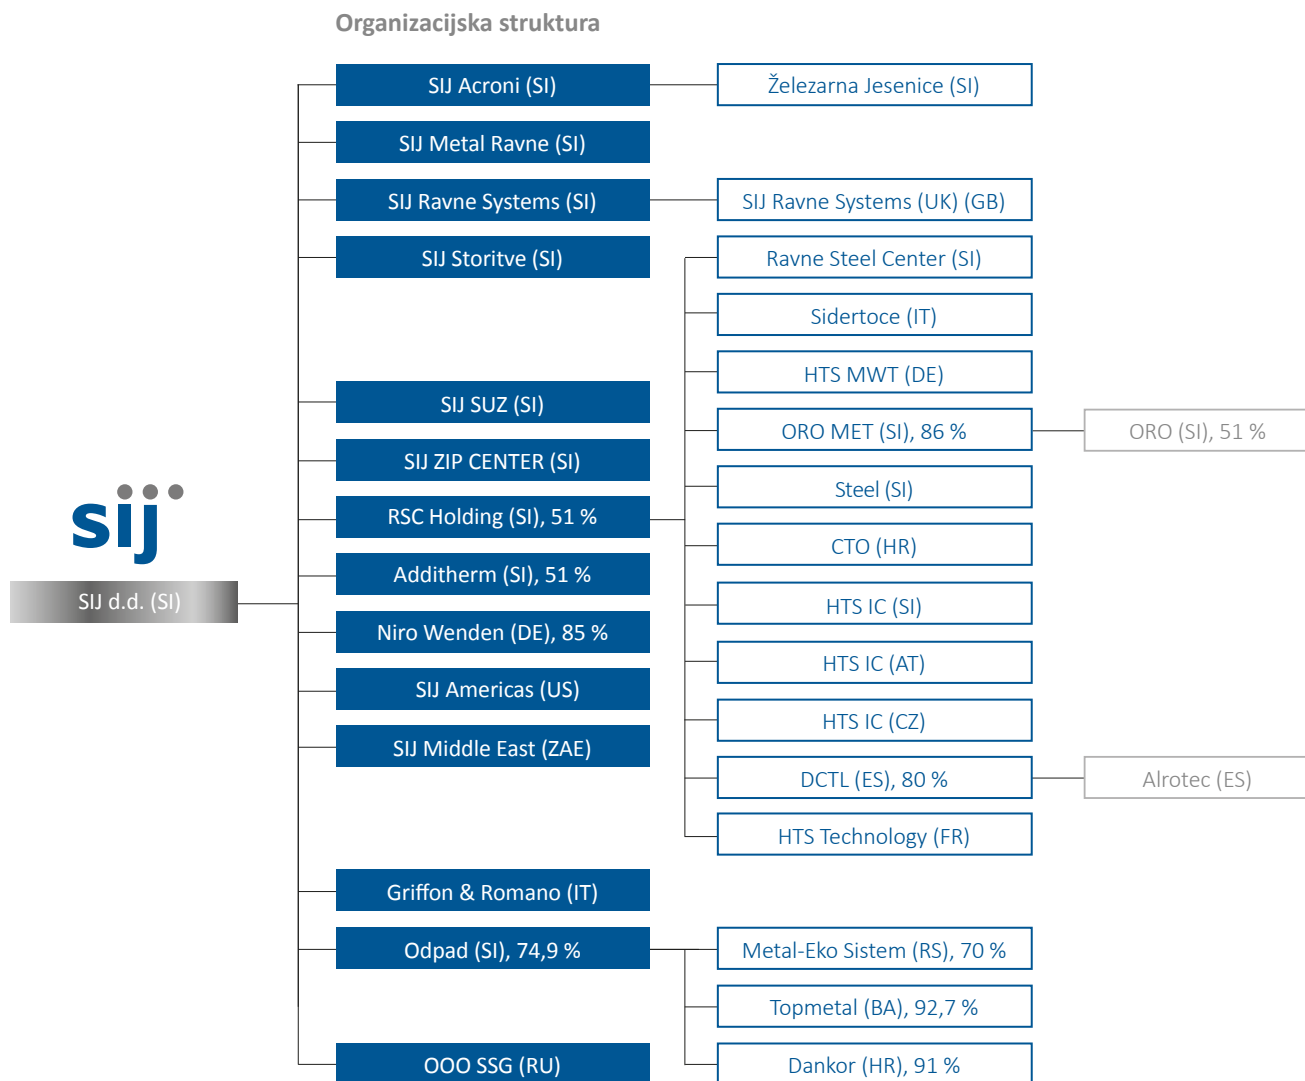 Organizacijska struktura
SIJ Acroni (SI)
Železarna Jesenice (SI)
SIJ Metal Ravne (SI)
SIJ Ravne Systems (SI)
SIJ Ravne Systems (UK) (GB)
SIJ Storitve (SI)
Ravne Steel Center (SI)
Sidertoce (IT)
HTS MWT (DE)
SIJ SUZ (SI)
ORO MET (SI), 86 %
ORO (SI), 51 %
SIJ ZIP CENTER (SI)
Steel (SI)
sij
RSC Holding (SI), 51 %
CTO (HR)
Additherm (SI), 51 %
SIJ d.d. (SI)
HTS IC (SI)
Niro Wenden (DE), 85 %
HTS IC (AT)
SIJ Americas (US)
HTS IC (CZ)
SIJ Middle East (ZAE)
DCTL (ES), 80 %
Alrotec (ES)
HTS Technology (FR)
Griffon & Romano (IT)
Odpad (SI), 74,9 %
Metal-Eko Sistem (RS), 70 %
Topmetal (BA), 92,7 %
OOO SSG (RU)
Dankor (HR), 91 %